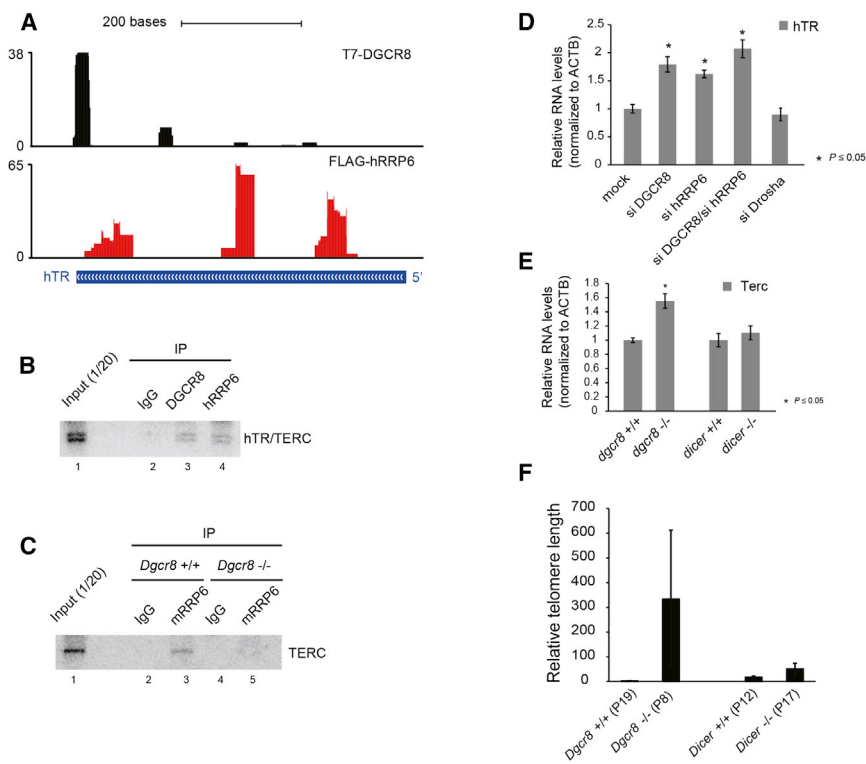 A
200 bases
38
T7-DGCR8
0
65
FLAG-hRRP6
0
hTR
5'
B
IP
Input (1/20)
IgG
DGCR8
hRRP6
hTR/TERC
1
2
3
4
C
IP
Dgcr8 +/+
Dgcr8 -/-
Input (1/20)
IgG
mRRP6
IgG
mRRP6
TERC
1
2
3
4
5
D
Relative RNA levels
(normalized to ACTB)
2.5
2
1.5
1
0.5
0
hTR
*
*
*
* P ≤ 0.05
mock
si DGCR8
si hRRP6
si DGCR8/si hRRP6
si Drosha
E
Relative RNA levels
(normalized to ACTB)
1.8
1.6
1.4
1.2
1
0.8
0.6
0.4
0.2
0
Terc
*
* P ≤ 0.05
dgcr8 +/+
dgcr8 -/-
dicer +/+
dicer -/-
F
Relative telomere length
700
600
500
400
300
200
100
0
Dgcr8 +/+ (P19)
Dgcr8 -/- (P8)
Dicer +/+ (P12)
Dicer -/- (P17)